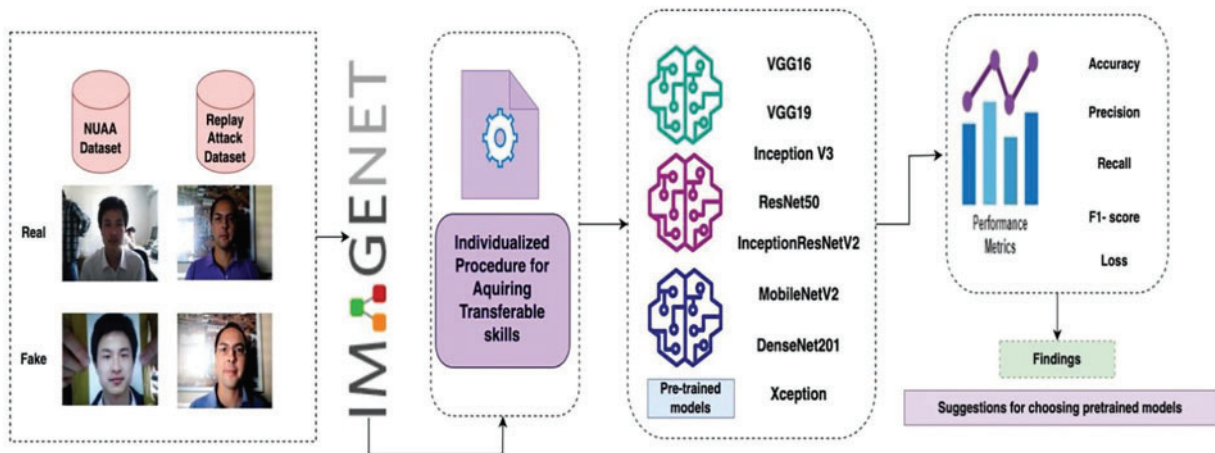 NUAA
Dataset
Replay
Attack
Dataset
Real
Fake
IMAGENET
Individualized
Procedure for
Aquiring
Transferable
skills
VGG16
VGG19
Inception V3
ResNet50
InceptionResNetV2
MobileNetV2
DenseNet201
Xception
Pre-trained
models
Performance
Metrics
Accuracy
Precision
Recall
F1- score
Loss
Findings
Suggestions for choosing pretrained models